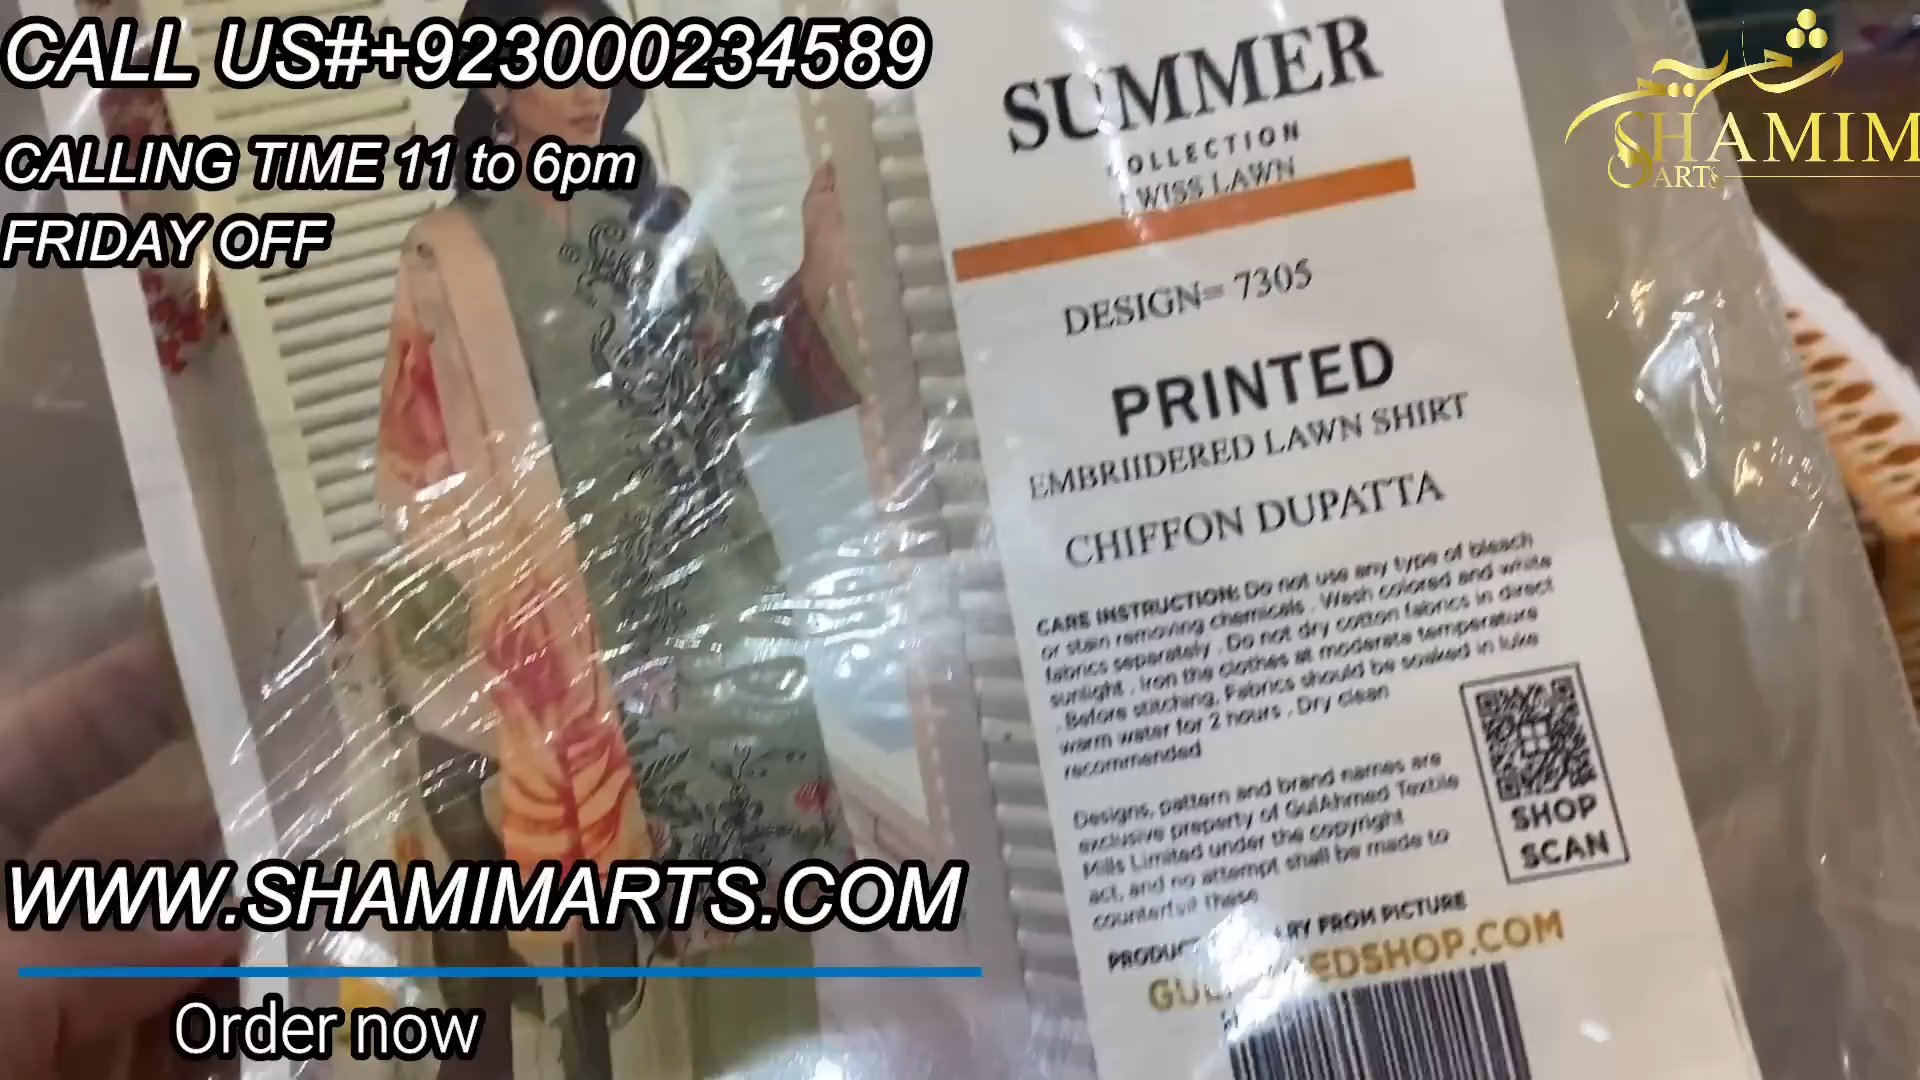 CALL US#+923000234589
CALLING TIME 11 to 6pm
FRIDAY OFF
SHAMIM
ARTS
SUMMER
COLLECTION
WISS LAWN
DESIGN= 7305
PRINTED
EMBRIIDERED LAWN SHIRT
CHIFFON DUPATTA
CARE INSTRUCTION: Do not use any type of bleach
or stain removing chemicals . Wash colored and white
fabrics separately . Do not dry cotton fabrics in direct
sunlight . Iron the clothes at moderate temperature
. Before stitching, Fabrics should be soaked in luke
warm water for 2 hours . Dry clean
recommended
Designs, pattern and brand names are
exclusive preperty of GulAhmed Textile
Mills Limited under the copyright
act, and no attempt shall be made to
counterfuit these
FROM PICTURE
SHOP
SCAN
WWW.SHAMIMARTS.COM
Order now